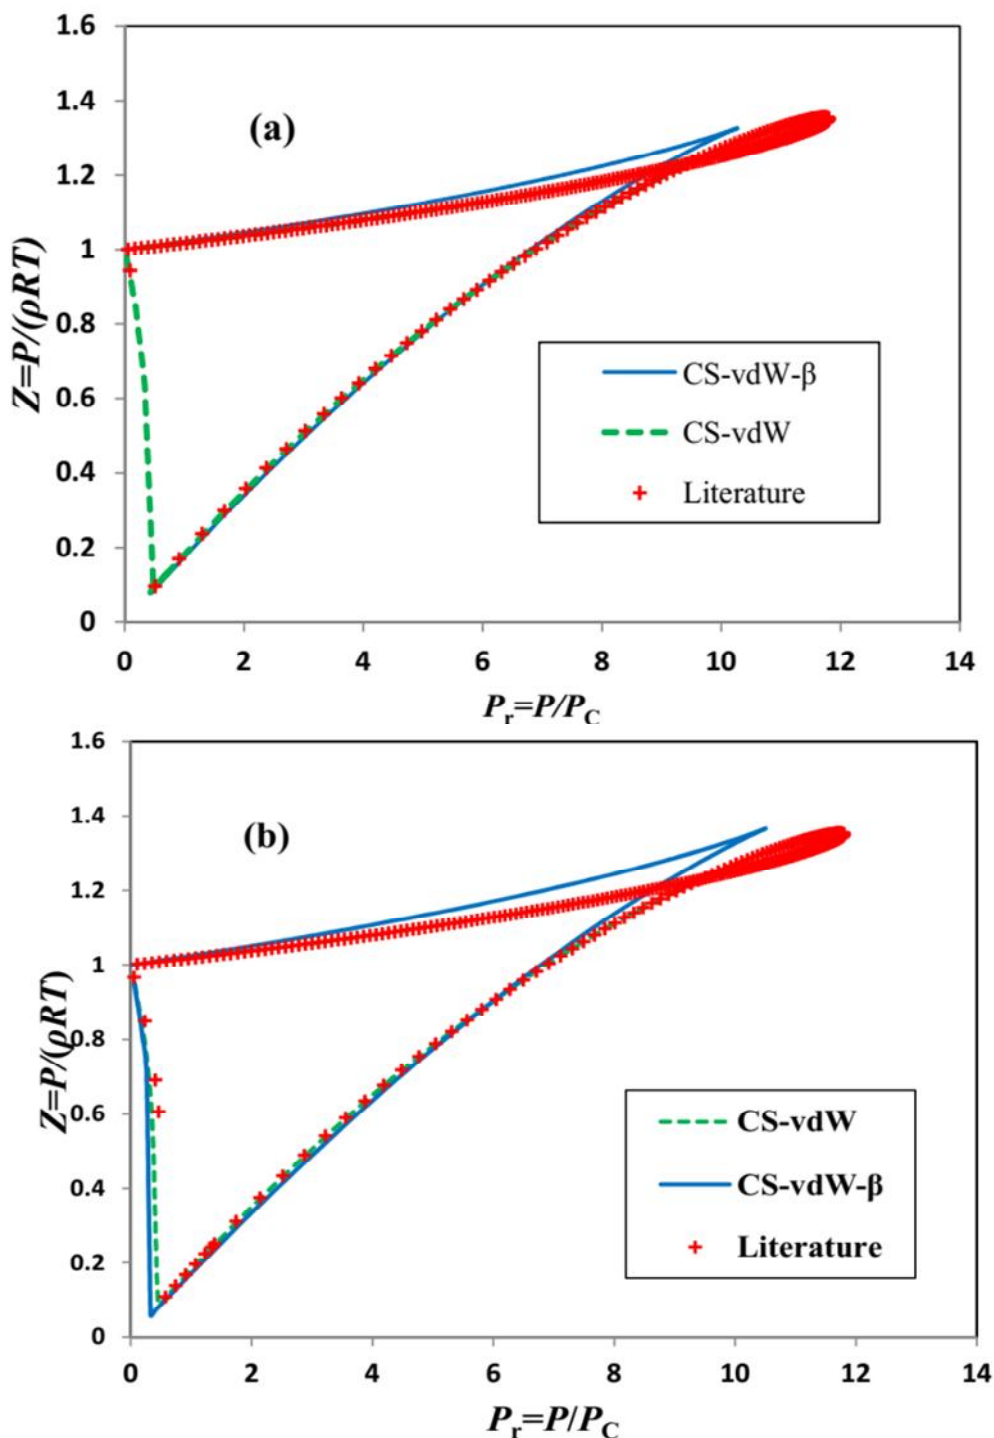 1.6
1.4
(a)
1.2
1
0.8
0.6
0.4
0.2
0
Z=P/(ρRT)
CS-vdW-β
CS-vdW
Literature
0 2 4 6 8 10 12 14
Pr=P/PC
1.6
1.4
(b)
1.2
1
0.8
0.6
0.4
0.2
0
Z=P/(ρRT)
CS-vdW
CS-vdW-β
Literature
0 2 4 6 8 10 12 14
Pr=P/PC